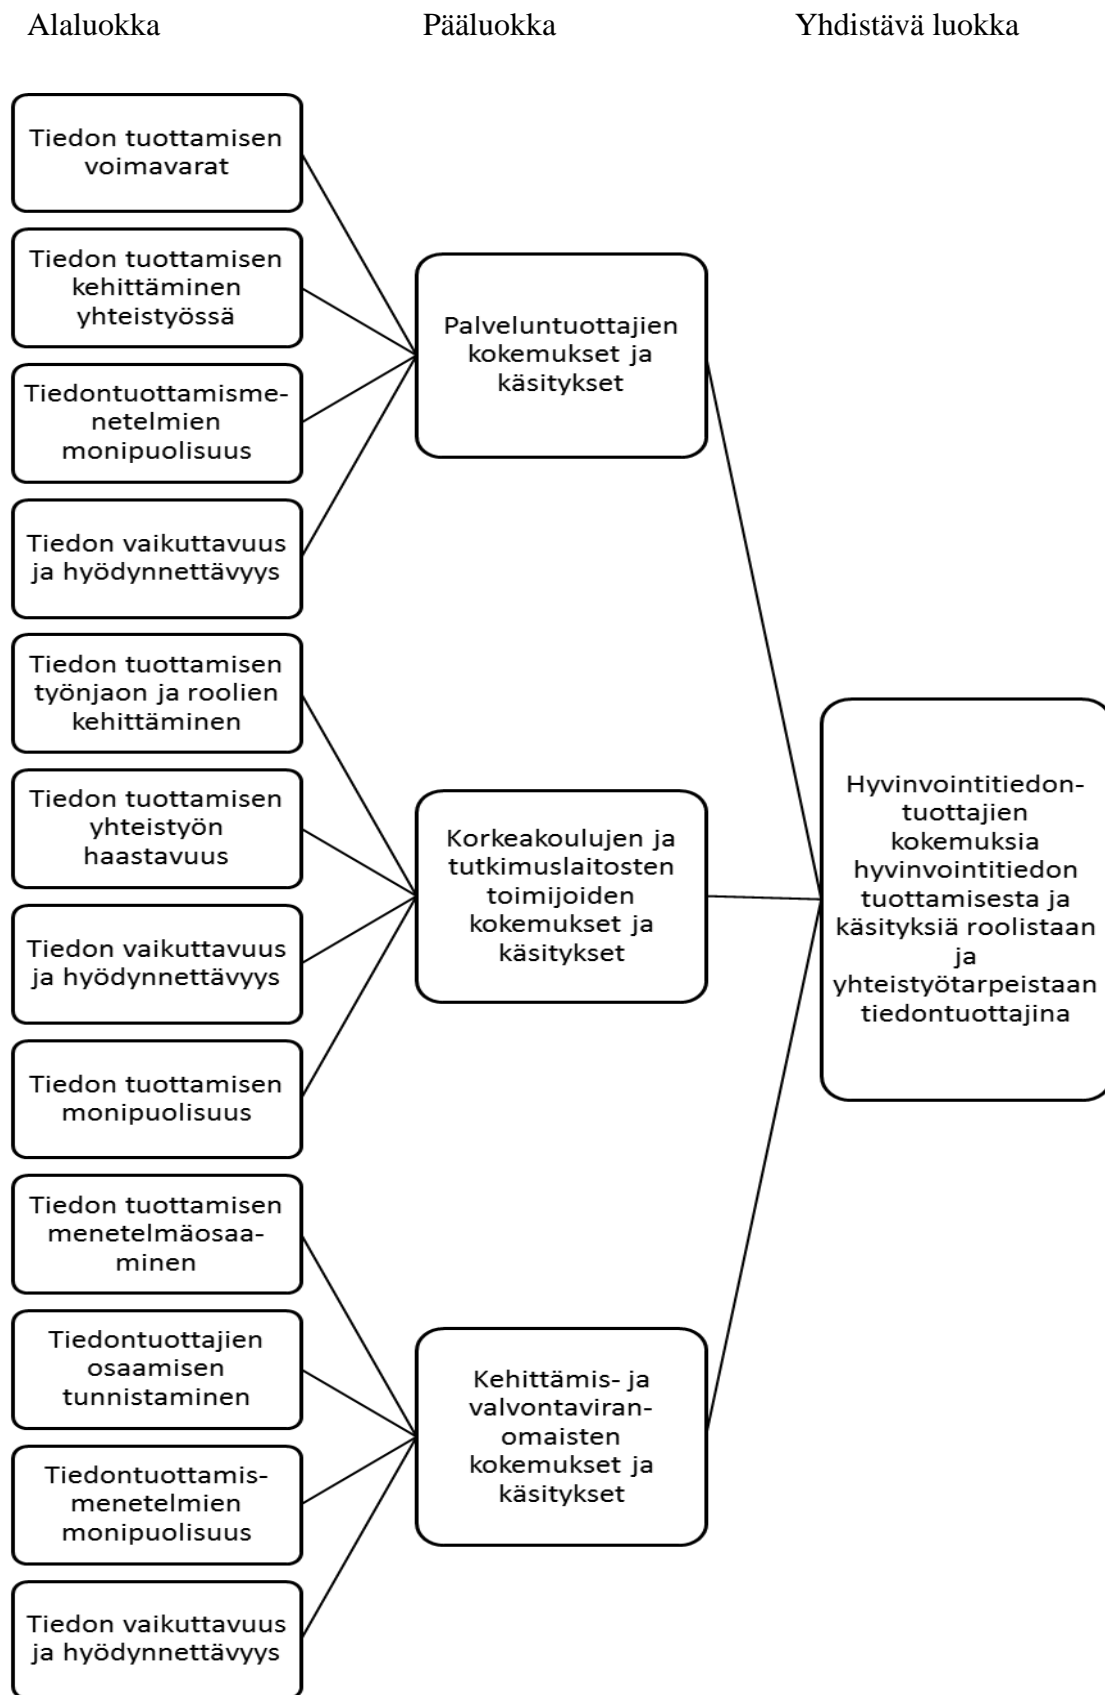 Alaluokka Pääluokka Yhdistävä luokka
Tiedon tuottamisen
voimavarat
Tiedon tuottamisen
kehittäminen
yhteistyössä
Tiedontuottamisme-
netelmien
monipuolisuus
Tiedon vaikuttavuus
ja hyödynnettävyys
Palveluntuottajien
kokemukset ja
käsitykset
Tiedon tuottamisen
työnjaon ja roolien
kehittäminen
Tiedon tuottamisen
yhteistyön
haastavuus
Tiedon vaikuttavuus
ja hyödynnettävyys
Tiedon tuottamisen
monipuolisuus
Korkeakoulujen ja
tutkimuslaitosten
toimijoiden
kokemukset ja
käsitykset
Tiedon tuottamisen
menetelmäosaa-
minen
Tiedontuottajien
osaamisen
tunnistaminen
Tiedontuottamis-
menetelmien
monipuolisuus
Tiedon vaikuttavuus
ja hyödynnettävyys
Kehittämis- ja
valvontaviran-
omaisten
kokemukset ja
käsitykset
Hyvinvointitiedon-
tuottajien
kokemuksia
hyvinvointitiedon
tuottamisesta ja
käsityksiä roolistaan
ja
yhteistyötarpeistaan
tiedontuottajina